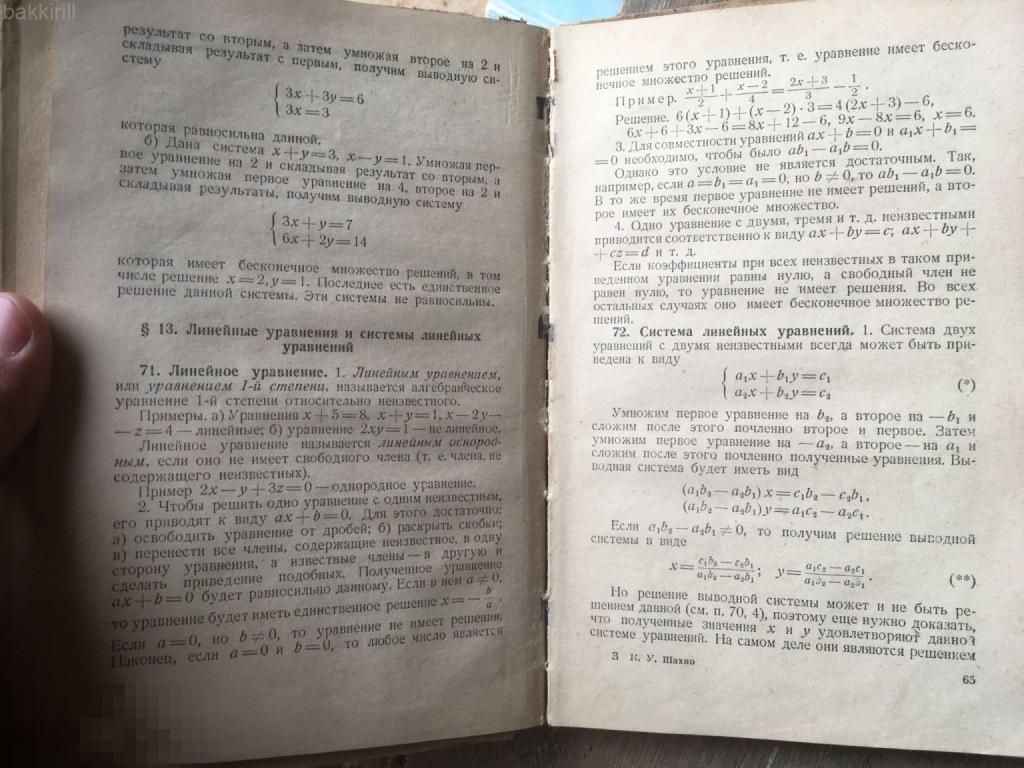 bakkirill
результат со вторым, а затем умножая второе на 2 и
складывая результат с первым, получим выводную си-
стему
{ 3x + 3y = 6
3x = 3
которая равносильна данной.
б) Дана система x + y = 3, x — y = 1. Умножая пер-
вое уравнение на 2 и складывая результат со вторым, а
затем умножая первое уравнение на 4, второе на 2 и
складывая результаты, получим выводную систему
{ 3x + y = 7
6x + 2y = 14
которая имеет бесконечное множество решений, в том
числе решение x = 2, y = 1. Последнее есть единственное
решение данной системы. Эти системы не равносильны.
§ 13. Линейные уравнения и системы линейных
уравнений
71. Линейное уравнение. 1. Линейным уравнением,
или уравнением 1-й степени, называется алгебраическое
уравнение 1-й степени относительно неизвестного.
Примеры. а) Уравнения x + 5 = 8, x + y = 1, x — 2y —
— z = 4 — линейные; б) уравнение 2xy = 1 — не линейное.
Линейное уравнение называется линейным однород-
ным, если оно не имеет свободного члена (т. е. члена, не
содержащего неизвестных).
Пример 2x — y + 3z = 0 — однородное уравнение.
2. Чтобы решить одно уравнение с одним неизвестным,
его приводят к виду ax + b = 0. Для этого достаточно:
а) освободить уравнение от дробей; б) раскрыть скобки;
в) перенести все члены, содержащие неизвестное, в одну
сторону уравнения, а известные члены — в другую и
сделать приведение подобных. Полученное уравнение
ax + b = 0 будет равносильно данному. Если в нем a ≠ 0,
то уравнение будет иметь единственное решение x = — b/a.
Если a = 0, но b ≠ 0, то уравнение не имеет решения.
Наконец, если a = 0 и b = 0, то любое число является
решением этого уравнения, т. е. уравнение имеет беско-
нечное множество решений.
Пример. (x + 1)/2 + (x — 2)/4 = (2x + 3)/3 — 1/2.
Решение. 6(x + 1) + (x — 2) · 3 = 4(2x + 3) — 6,
6x + 6 + 3x — 6 = 8x + 12 — 6, 9x — 8x = 6, x = 6.
3. Для совместности уравнений ax + b = 0 и a₁x + b₁ =
= 0 необходимо, чтобы было ab₁ — a₁b = 0.
Однако это условие не является достаточным. Так,
например, если a = b₁ = a₁ = 0, но b ≠ 0, то ab₁ — a₁b = 0.
В то же время первое уравнение не имеет решений, а вто-
рое имеет их бесконечное множество.
4. Одно уравнение с двумя, тремя и т. д. неизвестными
приводится соответственно к виду ax + by = c; ax + by +
+ cz = d и т. д.
Если коэффициенты при всех неизвестных в таком при-
веденном уравнении равны нулю, а свободный член не
равен нулю, то уравнение не имеет решения. Во всех
остальных случаях оно имеет бесконечное множество ре-
шений.
72. Система линейных уравнений. 1. Система двух
уравнений с двумя неизвестными всегда может быть при-
ведена к виду
{ a₁x + b₁y = c₁
a₂x + b₂y = c₂ (*)
Умножим первое уравнение на b₂, а второе на — b₁ и
сложим после этого почленно второе и первое. Затем
умножим первое уравнение на — a₂, а второе — на a₁ и
сложим после этого почленно полученные уравнения. Вы-
водная система будет иметь вид
(a₁b₂ — a₂b₁) x = c₁b₂ — c₂b₁,
(a₁b₂ — a₂b₁) y = a₁c₂ — a₂c₁.
Если a₁b₂ — a₂b₁ ≠ 0, то получим решение выводной
системы в виде
x = (c₁b₂ — c₂b₁)/(a₁b₂ — a₂b₁); y = (a₁c₂ — a₂c₁)/(a₁b₂ — a₂b₁). (**)
Но решение выводной системы может и не быть ре-
шением данной (см. п. 70, 4), поэтому еще нужно доказать,
что полученные значения x и y удовлетворяют данной
системе уравнений. На самом деле они являются решением
3 К. У. Шахно
65